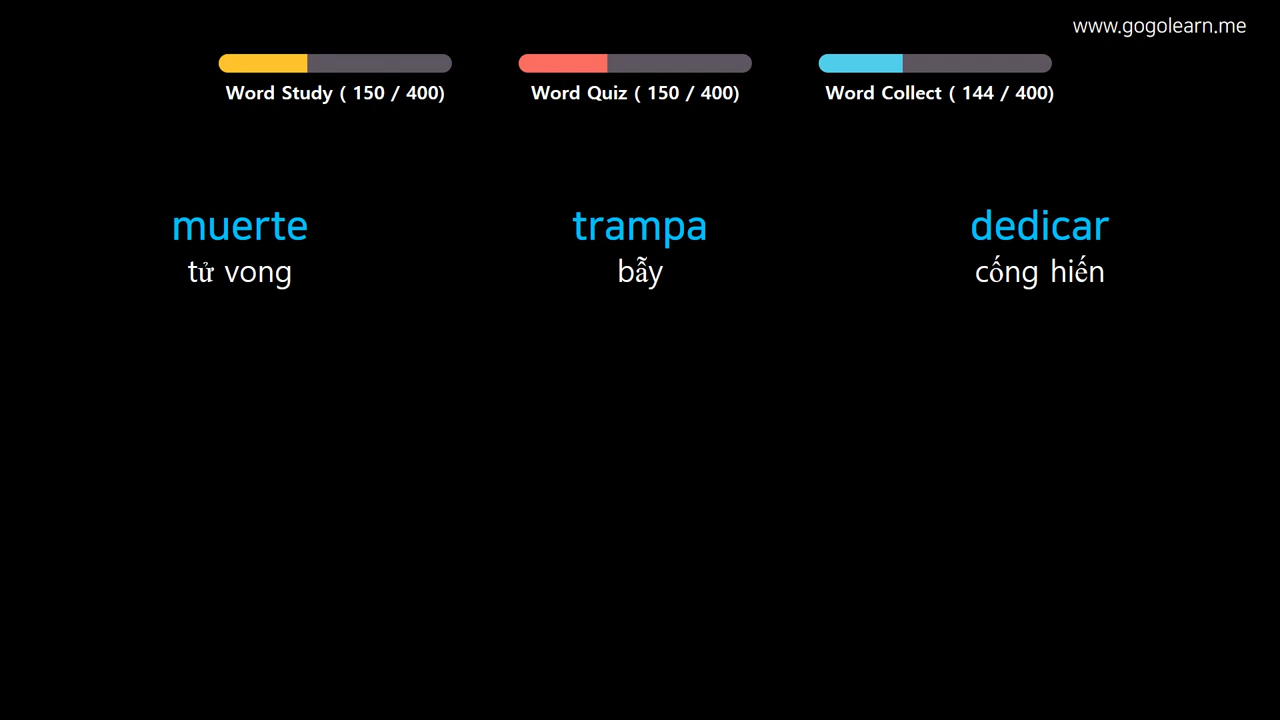 www.gogolearn.me
Word Study ( 150 / 400)
Word Quiz ( 150 / 400)
Word Collect ( 144 / 400)
muerte
tử vong
trampa
bẫy
dedicar
cống hiến